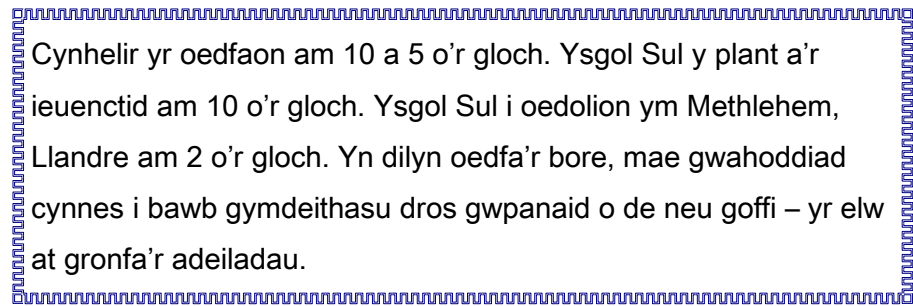 Cynhelir yr oedfaon am 10 a 5 o'r gloch. Ysgol Sul y plant a'r
ieuenctid am 10 o'r gloch. Ysgol Sul i oedolion ym Methlehem,
Llandre am 2 o'r gloch. Yn dilyn oedfa'r bore, mae gwahoddiad
cynnes i bawb gymdeithasu dros gwpanaid o de neu goffi – yr elw
at gronfa'r adeiladau.